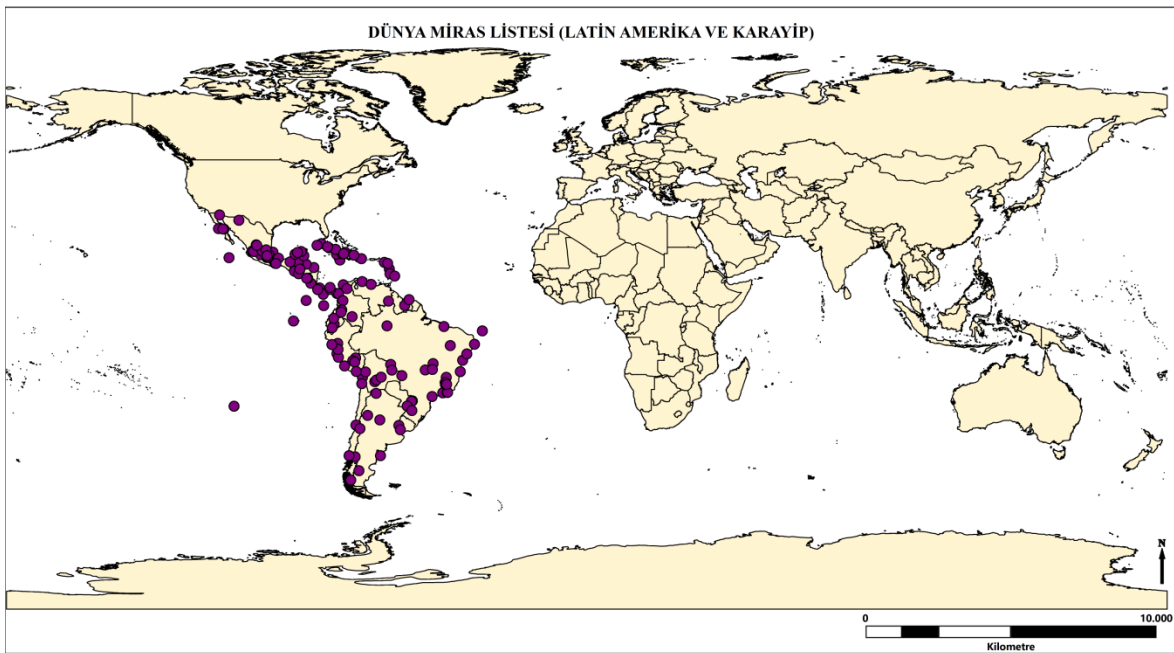 DÜNYA MİRAS LİSTESİ (LATİN AMERİKA VE KARAYİP)
N
0 10.000
Kilometre